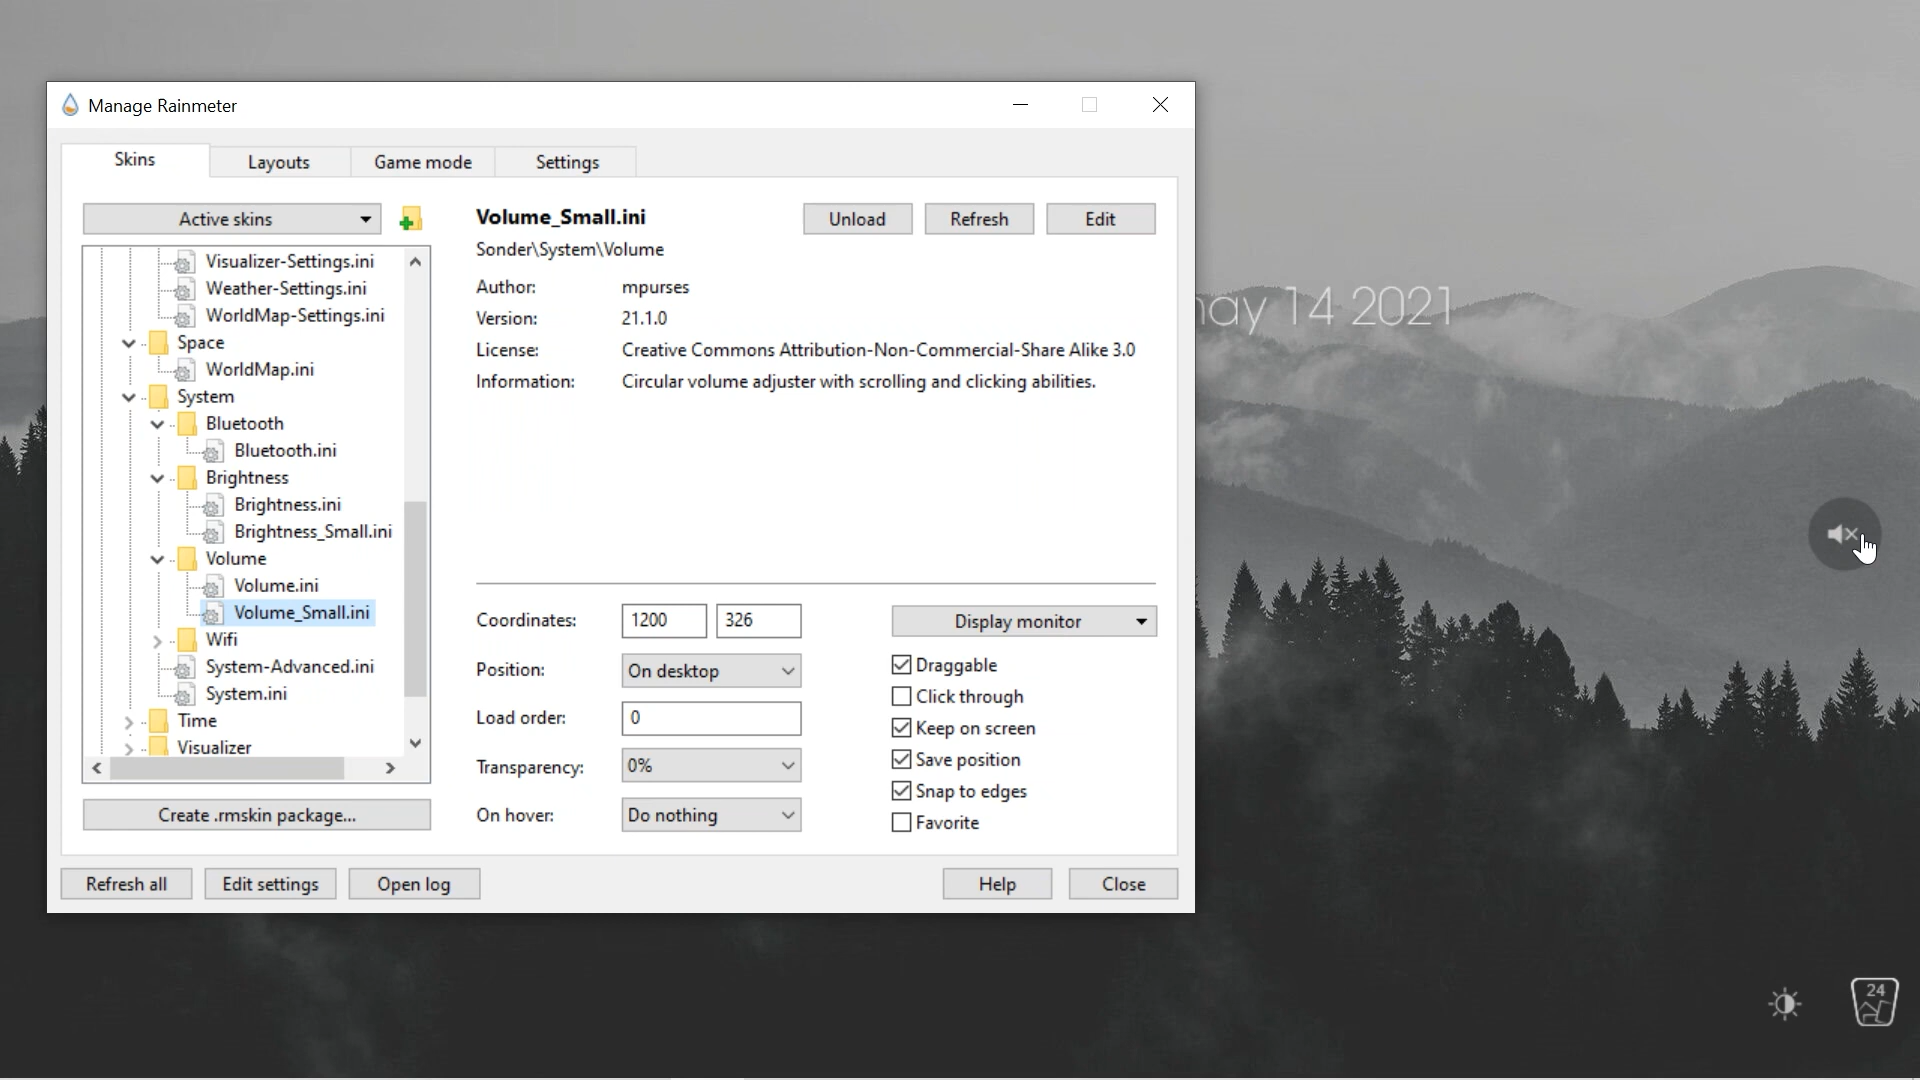 Manage Rainmeter
Skins
Layouts
Game mode
Settings
Active skins
Visualizer-Settings.ini
Weather-Settings.ini
WorldMap-Settings.ini
Space
WorldMap.ini
System
Bluetooth
Bluetooth.ini
Brightness
Brightness.ini
Brightness_Small.ini
Volume
Volume.ini
Volume_Small.ini
Wifi
System-Advanced.ini
System.ini
Time
Visualizer
Create .rmskin package...
Volume_Small.ini
Unload
Refresh
Edit
Sonder\System\Volume
Author: mpurses
Version: 21.1.0
License: Creative Commons Attribution-Non-Commercial-Share Alike 3.0
Information: Circular volume adjuster with scrolling and clicking abilities.
Coordinates: 1200 326
Position: On desktop
Load order: 0
Transparency: 0%
On hover: Do nothing
Display monitor
Draggable
Click through
Keep on screen
Save position
Snap to edges
Favorite
Refresh all
Edit settings
Open log
Help
Close
14 2021
24